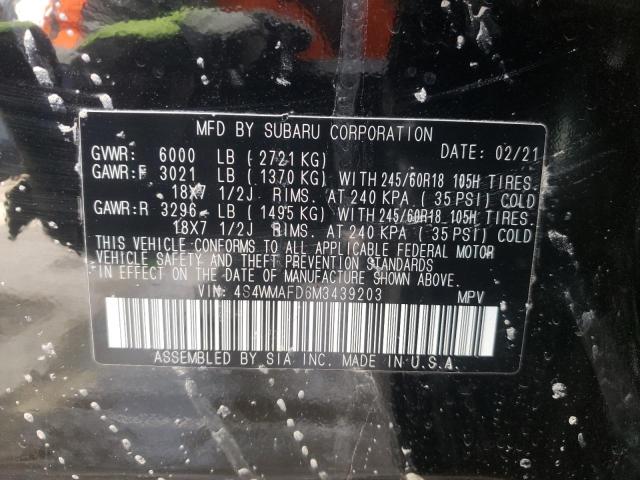 MFD BY SUBARU CORPORATION
GVWR: 6000 LB ( 2721 KG) DATE: 02/21
GAWR:F 3021 LB ( 1370 KG) WITH 245/60R18 105H TIRES.
18X7 1/2J RIMS. AT 240 KPA ( 35 PSI) COLD
GAWR:R 3296 LB ( 1495 KG) WITH 245/60R18 105H TIRES.
18X7 1/2J RIMS. AT 240 KPA ( 35 PSI) COLD
THIS VEHICLE CONFORMS TO ALL APPLICABLE FEDERAL MOTOR
VEHICLE SAFETY AND THEFT PREVENTION STANDARDS
IN EFFECT ON THE DATE OF MANUFACTURE SHOWN ABOVE.
VIN: 4S4WMAFD6M3439203 MPV
ASSEMBLED BY SIA INC. MADE IN U.S.A.